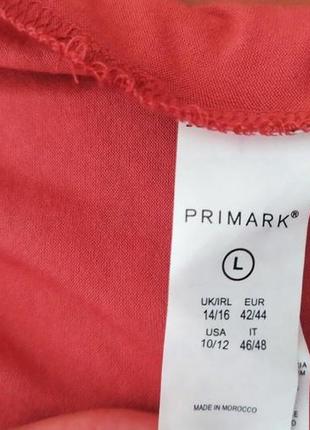 PRIMARK®
L
UK/IRL EUR
14/16 42/44
USA IT
10/12 46/48
MADE IN MOROCCO